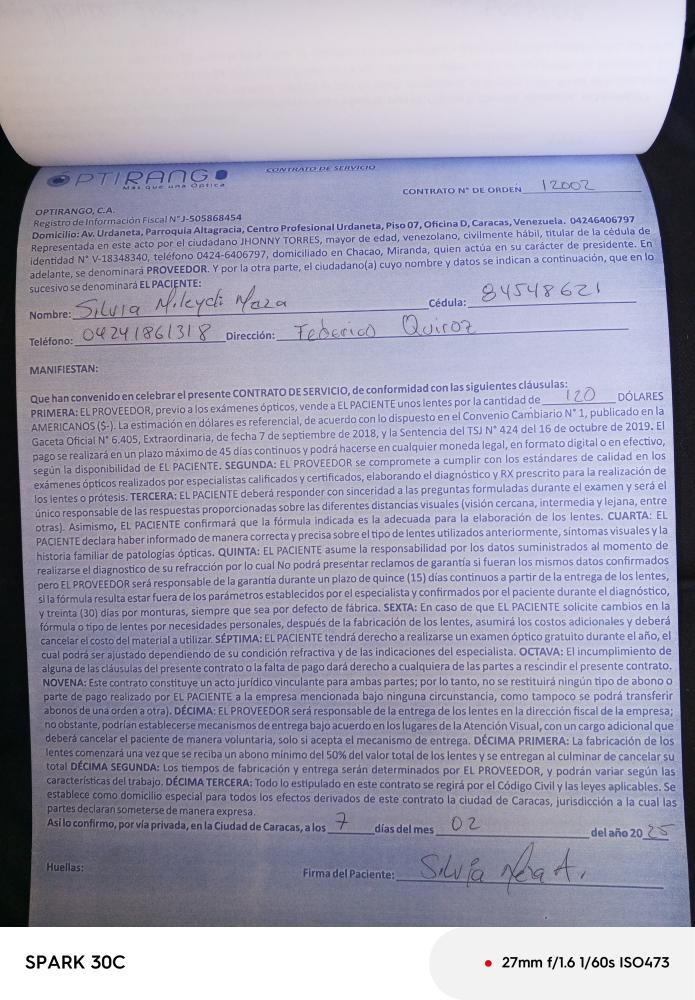 OPTIRANGO
Más que una Óptica
CONTRATO DE SERVICIO
CONTRATO N° DE ORDEN 12002
OPTIRANGO, C.A.
Registro de Información Fiscal N°J-505868454
Domicilio: Av. Urdaneta, Parroquia Altagracia, Centro Profesional Urdaneta, Piso 07, Oficina D, Caracas, Venezuela. 04246406797
Representada en este acto por el ciudadano JHONNY TORRES, mayor de edad, venezolano, civilmente hábil, titular de la cédula de
identidad N° V-18348340, teléfono 0424-6406797, domiciliado en Chacao, Miranda, quien actúa en su carácter de presidente. En
adelante, se denominará PROVEEDOR. Y por la otra parte, el ciudadano(a) cuyo nombre y datos se indican a continuación, que en lo
sucesivo se denominará EL PACIENTE:
Nombre: Silvia Mileydi Meza Cédula: 84548621
Teléfono: 04241861318 Dirección: Federico Quiroz
MANIFIESTAN:
Que han convenido en celebrar el presente CONTRATO DE SERVICIO, de conformidad con las siguientes cláusulas:
PRIMERA: EL PROVEEDOR, previo a los exámenes ópticos, vende a EL PACIENTE unos lentes por la cantidad de 120 DÓLARES
AMERICANOS ($-). La estimación en dólares es referencial, de acuerdo con lo dispuesto en el Convenio Cambiario N° 1, publicado en la
Gaceta Oficial N° 6.405, Extraordinaria, de fecha 7 de septiembre de 2018, y la Sentencia del TSJ N° 424 del 16 de octubre de 2019. El
pago se realizará en un plazo máximo de 45 días continuos y podrá hacerse en cualquier moneda legal, en formato digital o en efectivo,
según la disponibilidad de EL PACIENTE. SEGUNDA: EL PROVEEDOR se compromete a cumplir con los estándares de calidad en los
exámenes ópticos realizados por especialistas calificados y certificados, elaborando el diagnóstico y RX prescrito para la realización de
los lentes o prótesis. TERCERA: EL PACIENTE deberá responder con sinceridad a las preguntas formuladas durante el examen y será el
único responsable de las respuestas proporcionadas sobre las diferentes distancias visuales (visión cercana, intermedia y lejana, entre
otras). Asimismo, EL PACIENTE confirmará que la fórmula indicada es la adecuada para la elaboración de los lentes. CUARTA: EL
PACIENTE declara haber informado de manera correcta y precisa sobre el tipo de lentes utilizados anteriormente, síntomas visuales y la
historia familiar de patologías ópticas. QUINTA: EL PACIENTE asume la responsabilidad por los datos suministrados al momento de
realizarse el diagnostico de su refracción por lo cual No podrá presentar reclamos de garantía si fueran los mismos datos confirmados
pero EL PROVEEDOR será responsable de la garantía durante un plazo de quince (15) días continuos a partir de la entrega de los lentes,
si la fórmula resulta estar fuera de los parámetros establecidos por el especialista y confirmados por el paciente durante el diagnóstico,
y treinta (30) días por monturas, siempre que sea por defecto de fábrica. SEXTA: En caso de que EL PACIENTE solicite cambios en la
fórmula o tipo de lentes por necesidades personales, después de la fabricación de los lentes, asumirá los costos adicionales y deberá
cancelar el costo del material a utilizar. SÉPTIMA: EL PACIENTE tendrá derecho a realizarse un examen óptico gratuito durante el año, el
cual podrá ser ajustado dependiendo de su condición refractiva y de las indicaciones del especialista. OCTAVA: El incumplimiento de
alguna de las cláusulas del presente contrato o la falta de pago dará derecho a cualquiera de las partes a rescindir el presente contrato.
NOVENA: Este contrato constituye un acto jurídico vinculante para ambas partes; por lo tanto, no se restituirá ningún tipo de abono o
parte de pago realizado por EL PACIENTE a la empresa mencionada bajo ninguna circunstancia, como tampoco se podrá transferir
abonos de una orden a otra). DÉCIMA: EL PROVEEDOR será responsable de la entrega de los lentes en la dirección fiscal de la empresa;
no obstante, podrían establecerse mecanismos de entrega bajo acuerdo en los lugares de la Atención Visual, con un cargo adicional que
deberá cancelar el paciente de manera voluntaria, solo si acepta el mecanismo de entrega. DÉCIMA PRIMERA: La fabricación de los
lentes comenzará una vez que se reciba un abono mínimo del 50% del valor total de los lentes y se entregan al culminar de cancelar su
total DÉCIMA SEGUNDA: Los tiempos de fabricación y entrega serán determinados por EL PROVEEDOR, y podrán variar según las
características del trabajo. DÉCIMA TERCERA: Todo lo estipulado en este contrato se regirá por el Código Civil y las leyes aplicables. Se
establece como domicilio especial para todos los efectos derivados de este contrato la ciudad de Caracas, jurisdicción a la cual las
partes declaran someterse de manera expresa.
Así lo confirmo, por vía privada, en la Ciudad de Caracas, a los 7 días del mes 02 del año 2025
Huellas:
Firma del Paciente: Silvia Meza A.
SPARK 30C
27mm f/1.6 1/60s ISO473